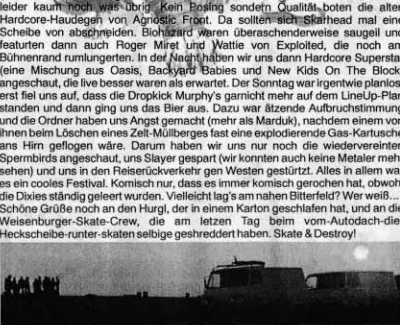 leider kaum noch was übrig. Kein Posing sondern Qualität boten die alten
Hardcore-Haudegen von Agnostic Front. Da sollten sich Skarhead mal eine
Scheibe von abschneiden. Biohazard waren überaschenderweise saugeil und
featurten dann auch Roger Miret und Wattie von Exploited, die noch am
Bühnenrand rumlungerten. In der haben wir uns dann Hardcore Supersta
(eine Mischung aus Oasis, Backyard Babies und New Kids On The Block
angeschaut, die live besser waren als erwartet. Der Sonntag war irgentwie planlos
erst fiel uns auf, dass die Dropkick Murphy's garnicht mehr auf dem LineUp-Plan
standen und dann ging uns das Bier aus. Dazu war ätzende Aufbruchstimmung
und die Ordner haben uns Angst gemacht (mehr als Marduk), nachdem einem von
ihnen beim Löschen eines Zelt-Müllberges fast eine explodierende Gas-Kartusche
ans Hirn geflogen wäre. Darum haben wir uns nur noch die wiedervereinten
Spermbirds angeschaut, uns Slayer gespart (wir konnten auch keine Metaler meh
sehen) und uns in den Reiserückverkehr gen Westen gestürtzt. Alles in allem wa
es ein cooles Festival. Komisch nur, dass es immer komisch gerochen hat, obwoh
die Dixies ständig geleert wurden. Vielleicht lag's am nahen Bitterfeld? Wer weiß...
Schöne Grüße noch an den Hurgl, der in einem Karton geschlafen hat, und an die
Weisenburger-Skate-Crew, die am letzen Tag beim vom-Autodach-die-
Heckscheibe-runter-skaten selbige geshreddert haben. Skate & Destroy!